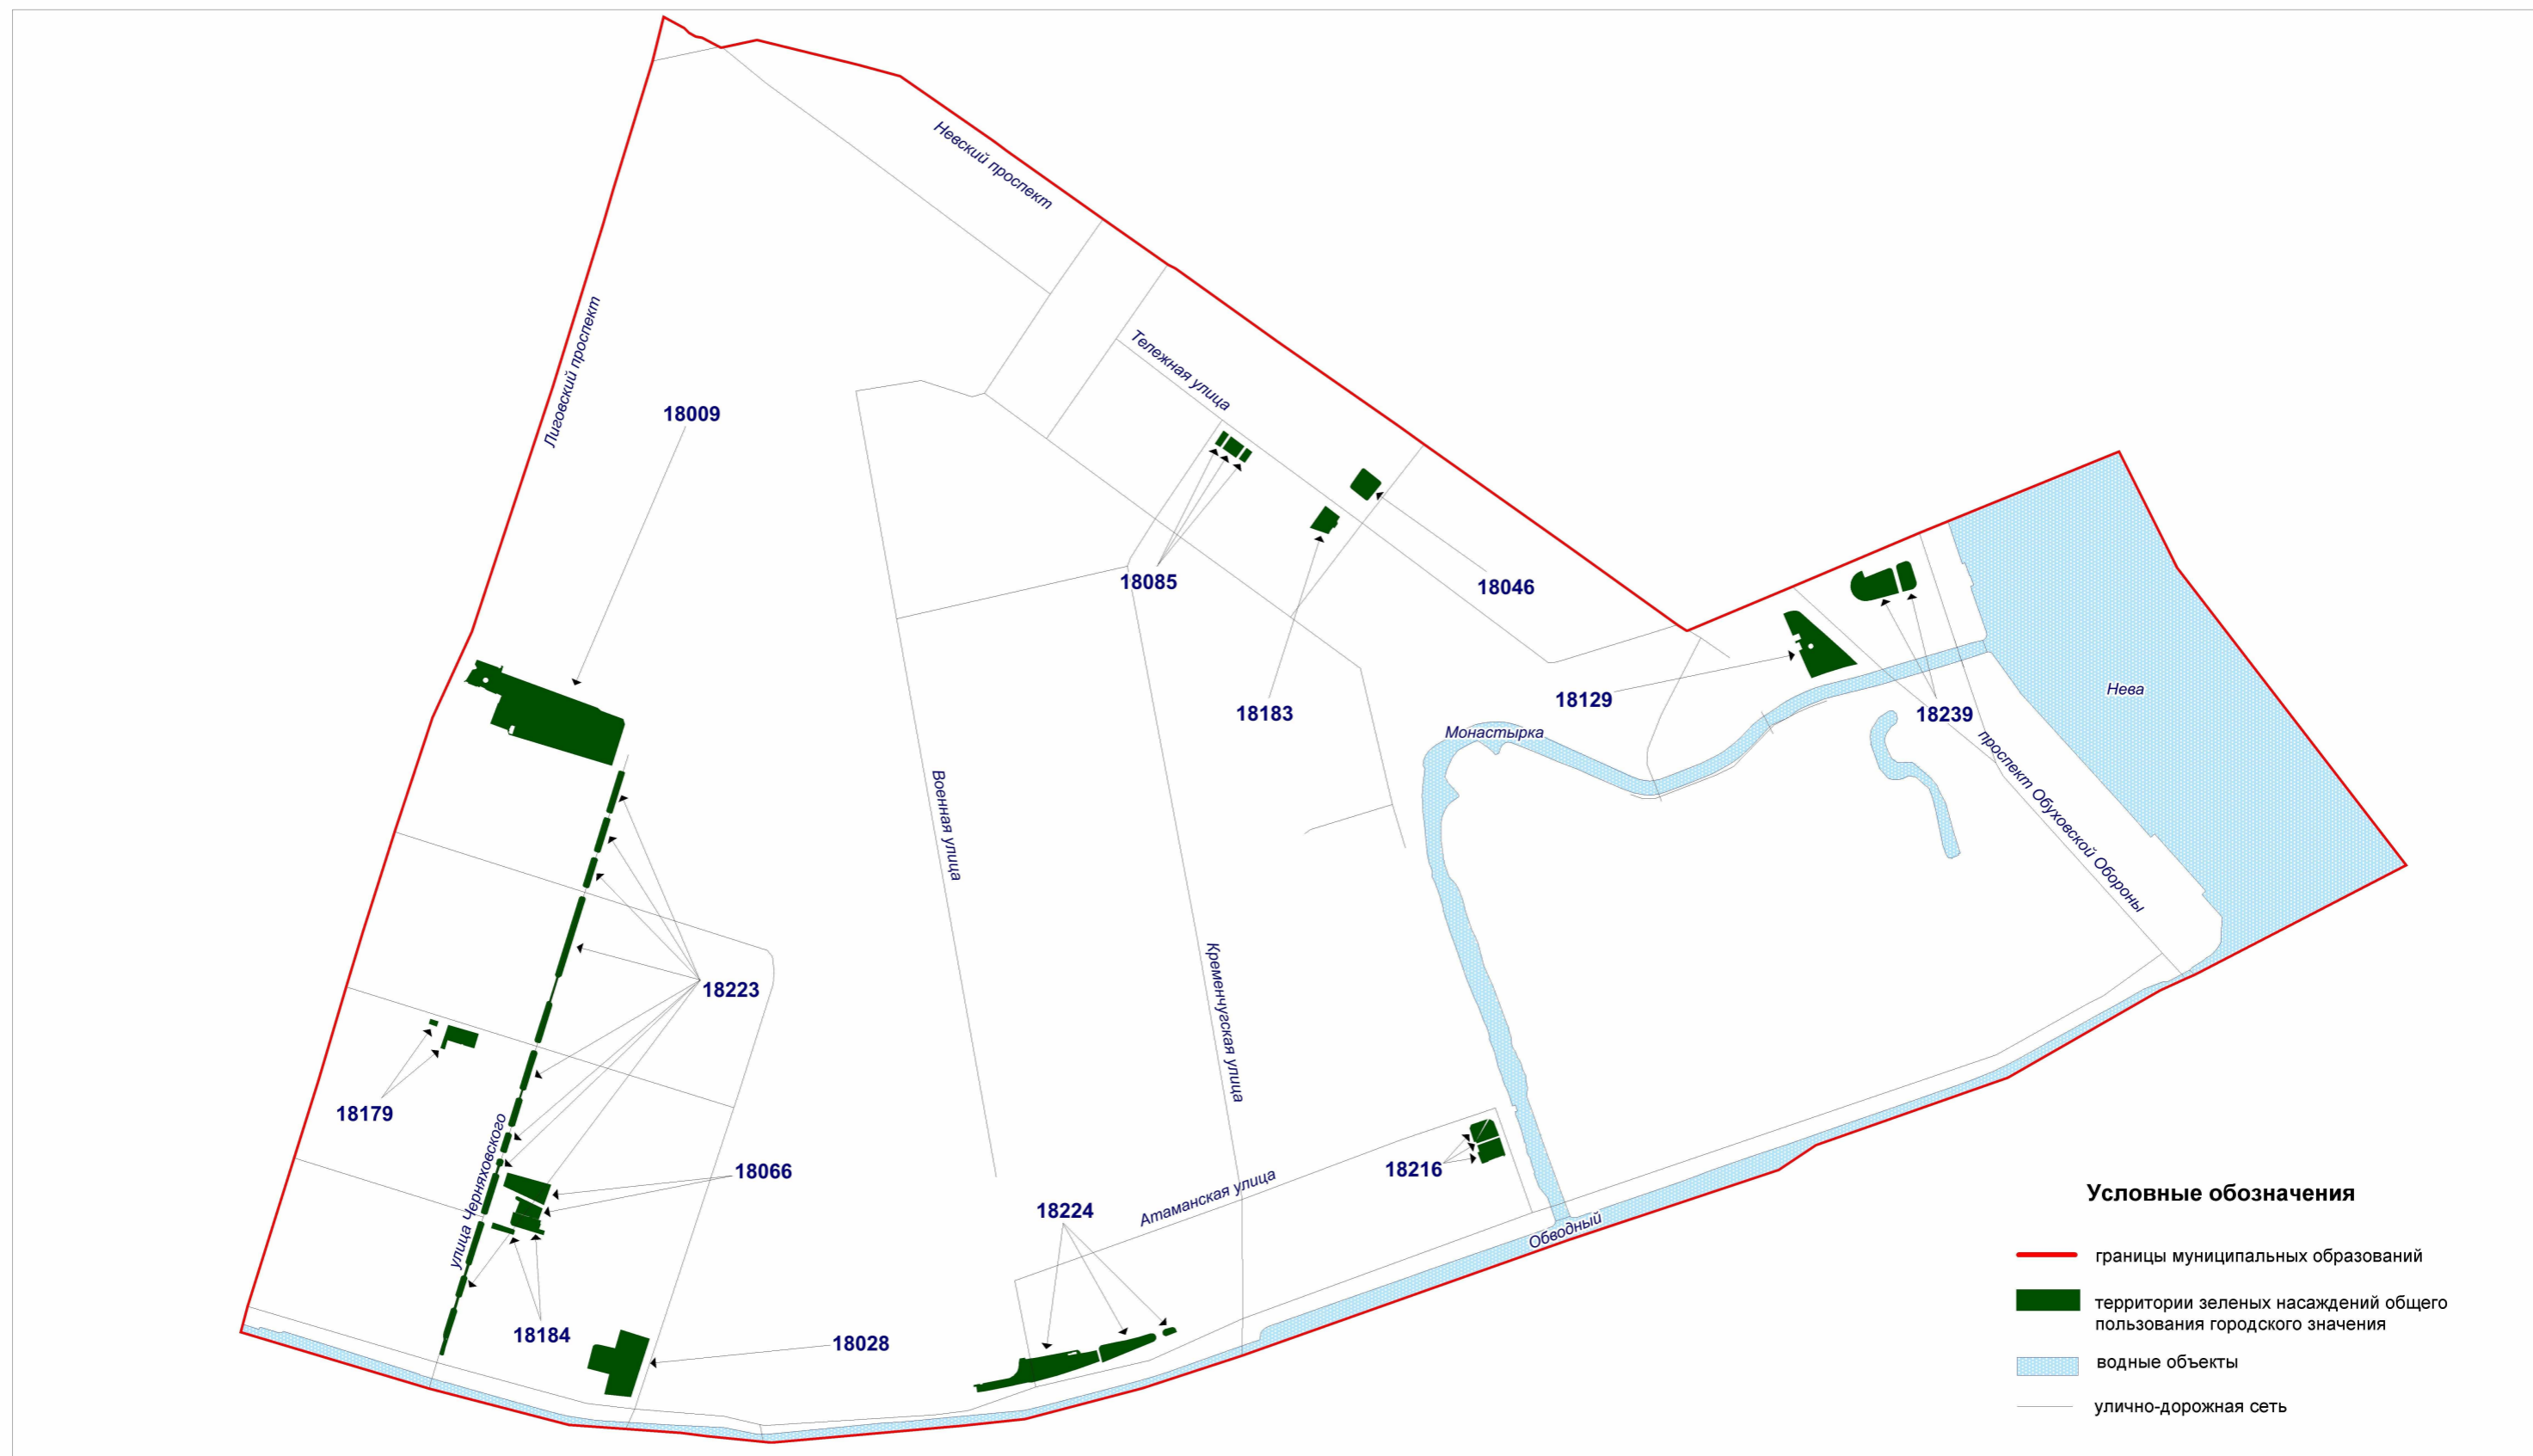 Невский проспект
Лиговский проспект
Тележная улица
18009
18085
18046
18183
18129
18239
Нева
Монастырка
проспект Обуховской Обороны
Военная улица
Кременчугская улица
18223
18179
улица Черняховского
18066
18216
Атаманская улица
18224
Обводный
18184
18028
Условные обозначения
границы муниципальных образований
территории зеленых насаждений общего
пользования городского значения
водные объекты
улично-дорожная сеть